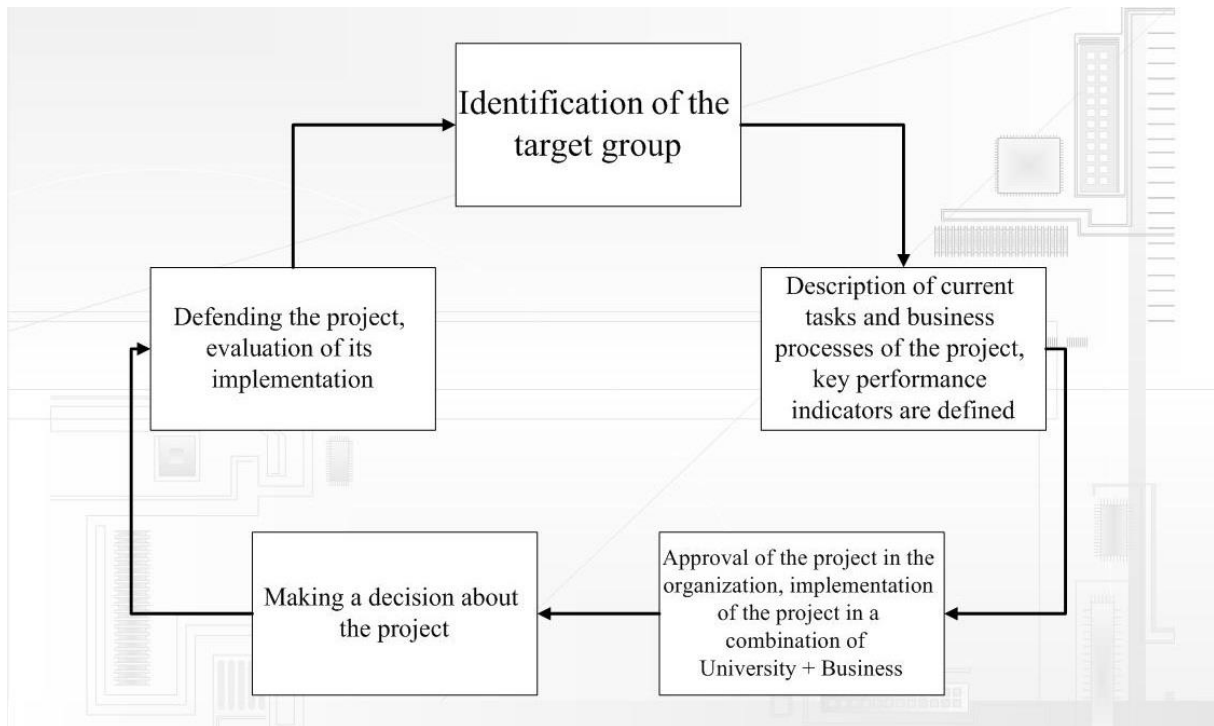 Identification of the
target group
Defending the project,
evaluation of its
implementation
Description of current
tasks and business
processes of the project,
key performance
indicators are defined
Making a decision about
the project
Approval of the project in the
organization, implementation
of the project in a
combination of
University + Business